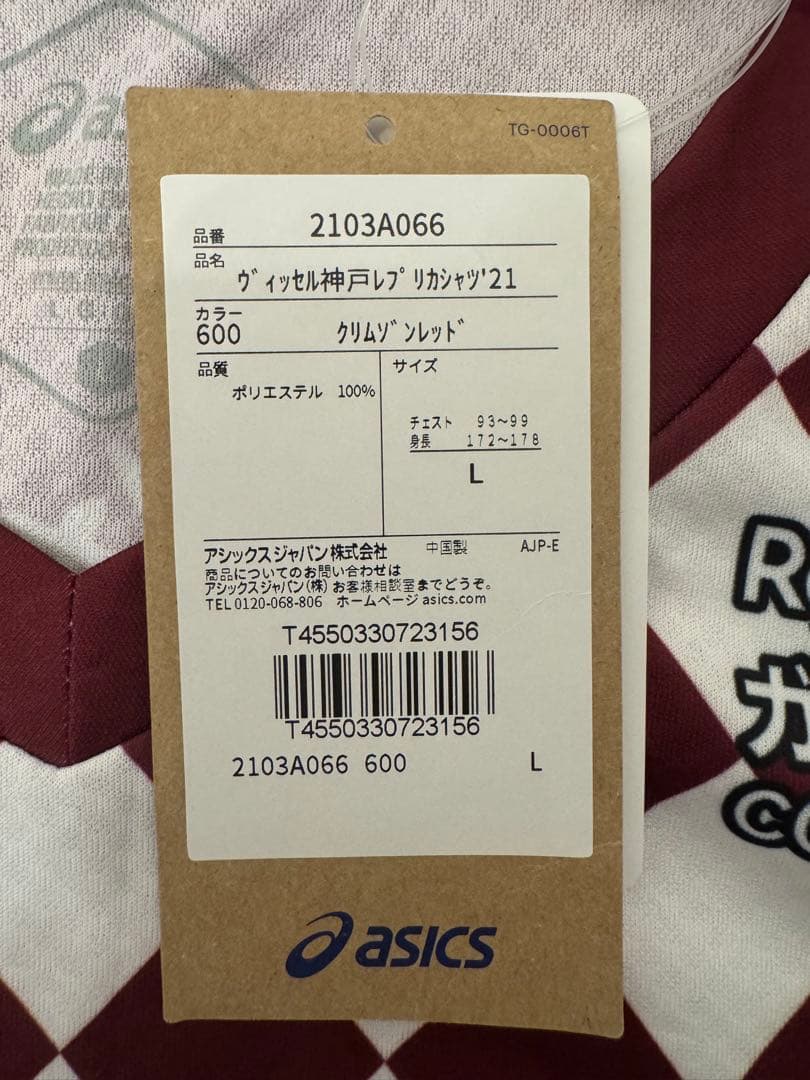 asics
TG-0006T
品番 2103A066
品名
ヴィッセル神戸レプリカシャツ'21
カラー
600 クリムゾンレッド
品質
ポリエステル 100%
サイズ
チェスト 93~99
身長 172~178
L
アシックスジャパン株式会社 中国製 AJP-E
商品についてのお問い合わせは
アシックスジャパン(株)お客様相談室までどうぞ。
TEL 0120-068-806 ホームページ asics.com
T4550330723156
T4550330723156
2103A066 600 L
asics